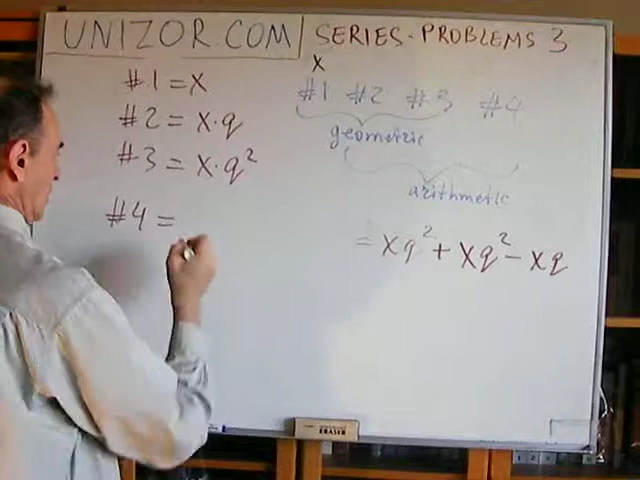 UNIZOR.COM | SERIES-PROBLEMS 3
#1 = x
#2 = x·q
#3 = x·q²
#4 =
x
#1 #2 #3 #4
geometric
arithmetic
= xq² + xq² - xq
ERASER